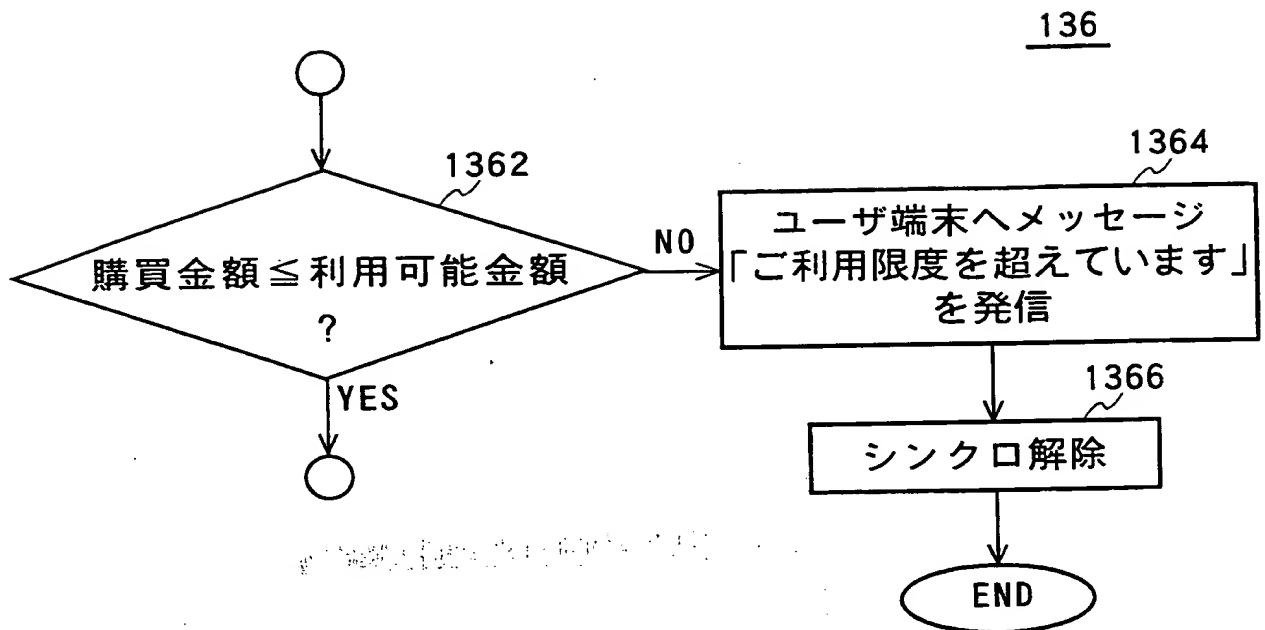 136
1362
購買金額≦利用可能金額
?
YES
NO
1364
ユーザ端末へメッセージ
「ご利用限度を超えています」
を発信
1366
シンクロ解除
END